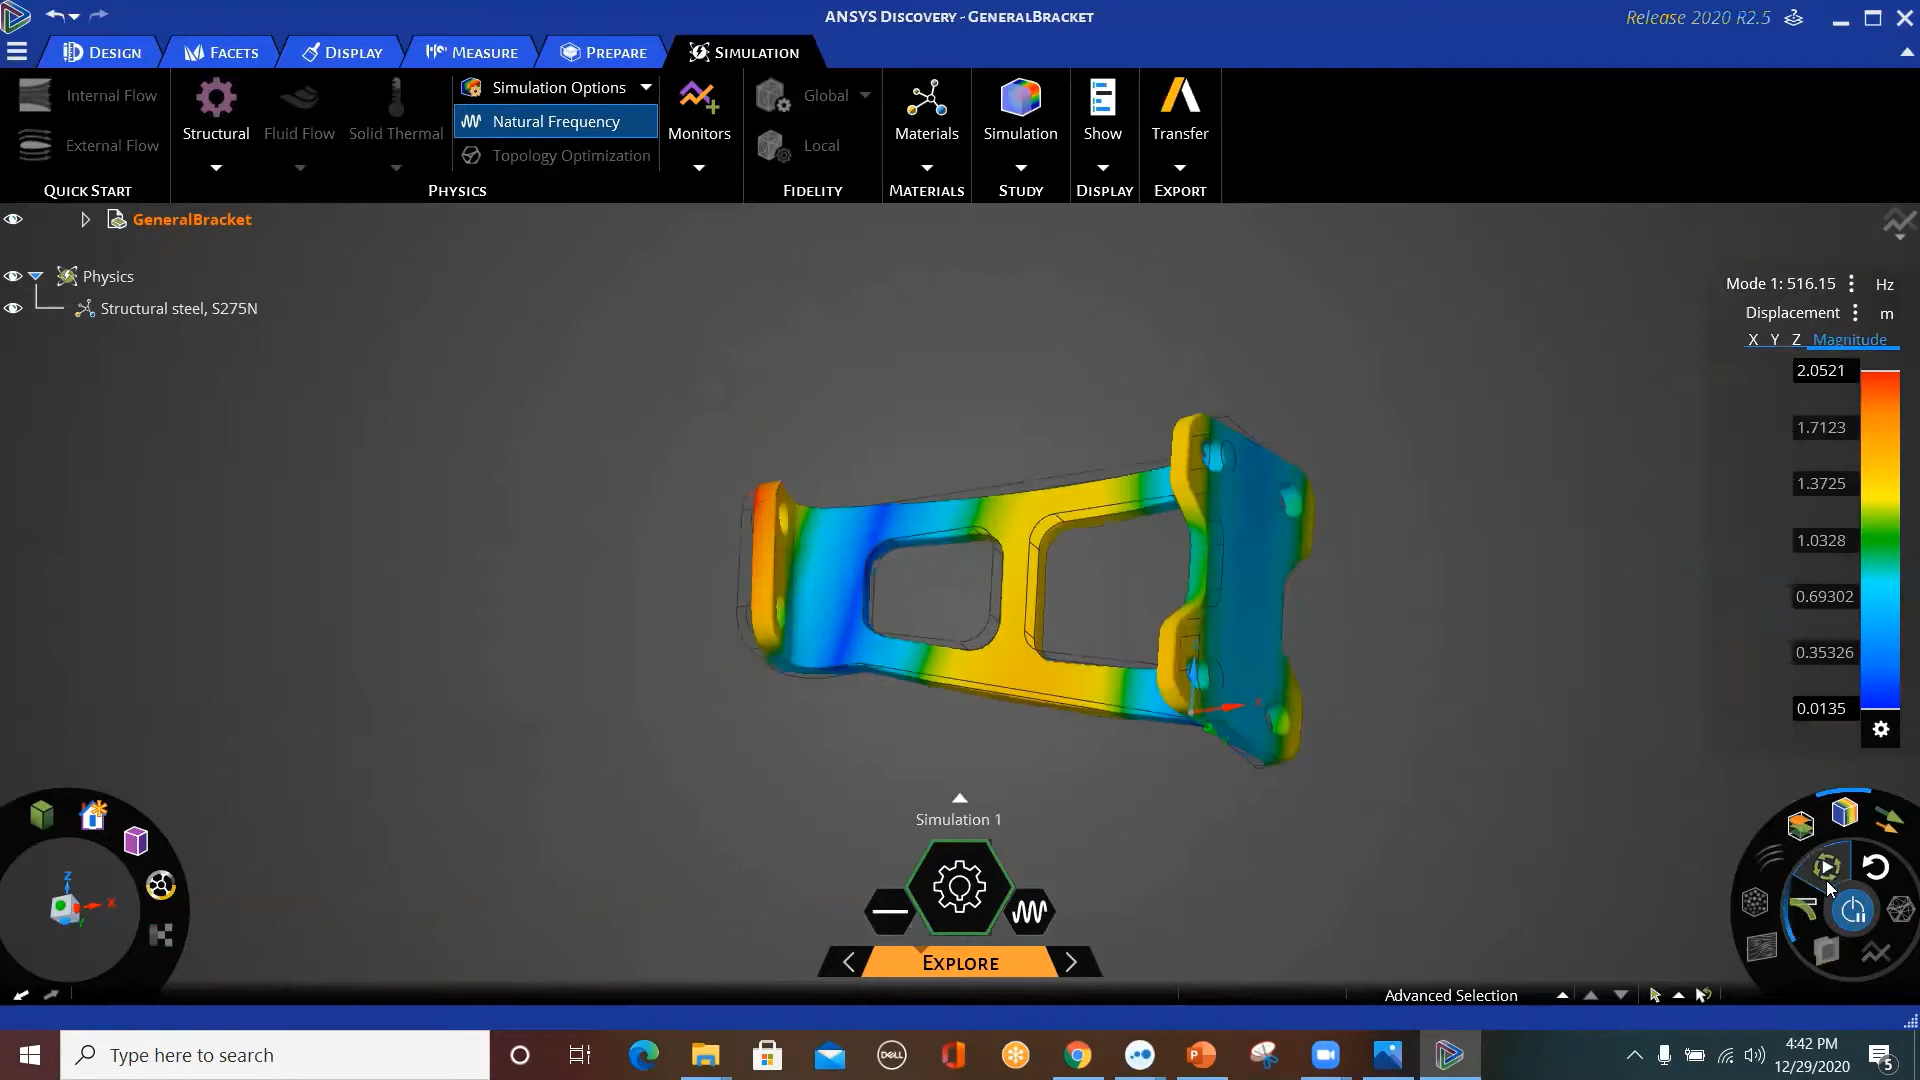 ANSYS Discovery - GeneralBracket
Release 2020 R2.5
Design
Facets
Display
Measure
Prepare
Simulation
Internal Flow
External Flow
Quick Start
Structural
Fluid Flow
Solid Thermal
Simulation Options
Natural Frequency
Topology Optimization
Physics
Monitors
Global
Local
Fidelity
Materials
Materials
Simulation
Study
Show
Display
Transfer
Export
GeneralBracket
Physics
Structural steel, S275N
Mode 1: 516.15 Hz
Displacement m
X Y Z Magnitude
2.0521
1.7123
1.3725
1.0328
0.69302
0.35326
0.0135
Z
X
X
Simulation 1
Explore
Advanced Selection
Type here to search
DELL
4:42 PM
12/29/2020
5